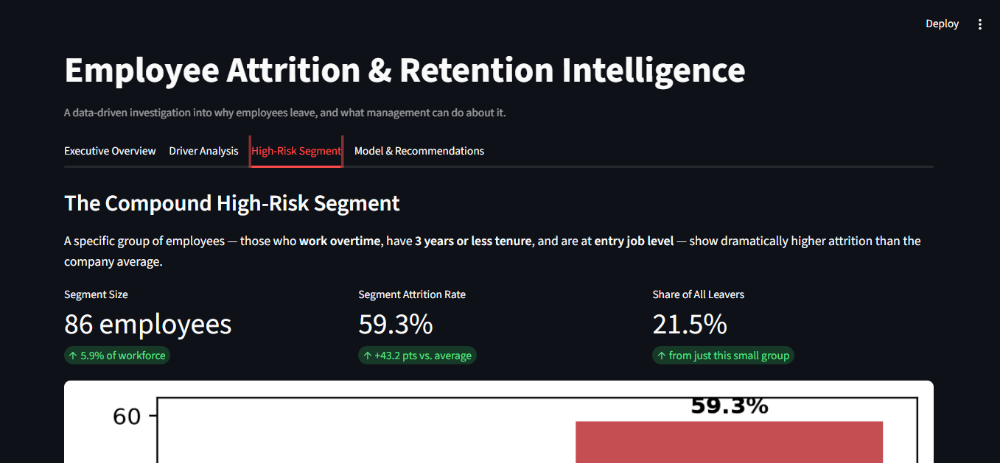 Deploy
Employee Attrition & Retention Intelligence
A data-driven investigation into why employees leave, and what management can do about it.
Executive Overview
Driver Analysis
High-Risk Segment
Model & Recommendations
The Compound High-Risk Segment
A specific group of employees — those who work overtime, have 3 years or less tenure, and are at entry job level — show dramatically higher attrition than the
company average.
Segment Size
86 employees
↑ 5.9% of workforce
Segment Attrition Rate
59.3%
↑ +43.2 pts vs. average
Share of All Leavers
21.5%
↑ from just this small group
60
59.3%